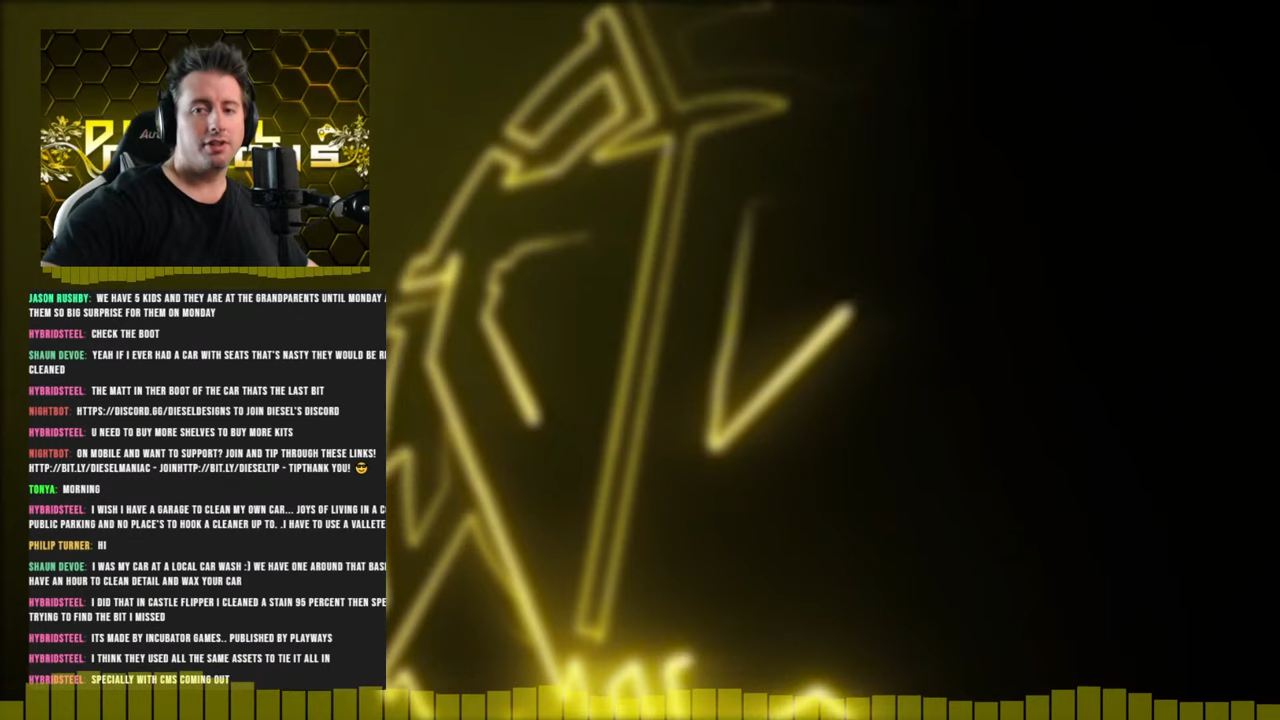 Au
JASON RUSHBY: WE HAVE 5 KIDS AND THEY ARE AT THE GRANDPARENTS UNTIL MONDAY
THEM SO BIG SURPRISE FOR THEM ON MONDAY
HYBRIDSTEEL: CHECK THE BOOT
SHAUN DEVOE: YEAH IF I EVER HAD A CAR WITH SEATS THAT'S NASTY THEY WOULD BE
CLEANED
HYBRIDSTEEL: THE MATT IN THER BOOT OF THE CAR THATS THE LAST BIT
NIGHTBOT: HTTPS://DISCORD.GG/DIESELDESIGNS TO JOIN DIESEL'S DISCORD
HYBRIDSTEEL: U NEED TO BUY MORE SHELVES TO BUY MORE KITS
NIGHTBOT: ON MOBILE AND WANT TO SUPPORT? JOIN AND TIP THROUGH THESE LINKS!
HTTP://BIT.LY/DIESELMANIAC - JOINHTTP://BIT.LY/DIESELTIP - TIPTHANK YOU! 😎
TONYA: MORNING
HYBRIDSTEEL: I WISH I HAVE A GARAGE TO CLEAN MY OWN CAR... JOYS OF LIVING IN A
PUBLIC PARKING AND NO PLACE'S TO HOOK A CLEANER UP TO. .I HAVE TO USE A VALLETE
PHILIP TURNER: HI
SHAUN DEVOE: I WAS MY CAR AT A LOCAL CAR WASH :) WE HAVE ONE AROUND THAT
HAVE AN HOUR TO CLEAN DETAIL AND WAX YOUR CAR
HYBRIDSTEEL: I DID THAT IN CASTLE FLIPPER I CLEANED A STAIN 95 PERCENT THEN
TRYING TO FIND THE BIT I MISSED
HYBRIDSTEEL: ITS MADE BY INCUBATOR GAMES.. PUBLISHED BY PLAYWAYS
HYBRIDSTEEL: I THINK THEY USED ALL THE SAME ASSETS TO TIE IT ALL IN
HYBRIDSTEEL: SPECIALLY WITH CMS COMING OUT